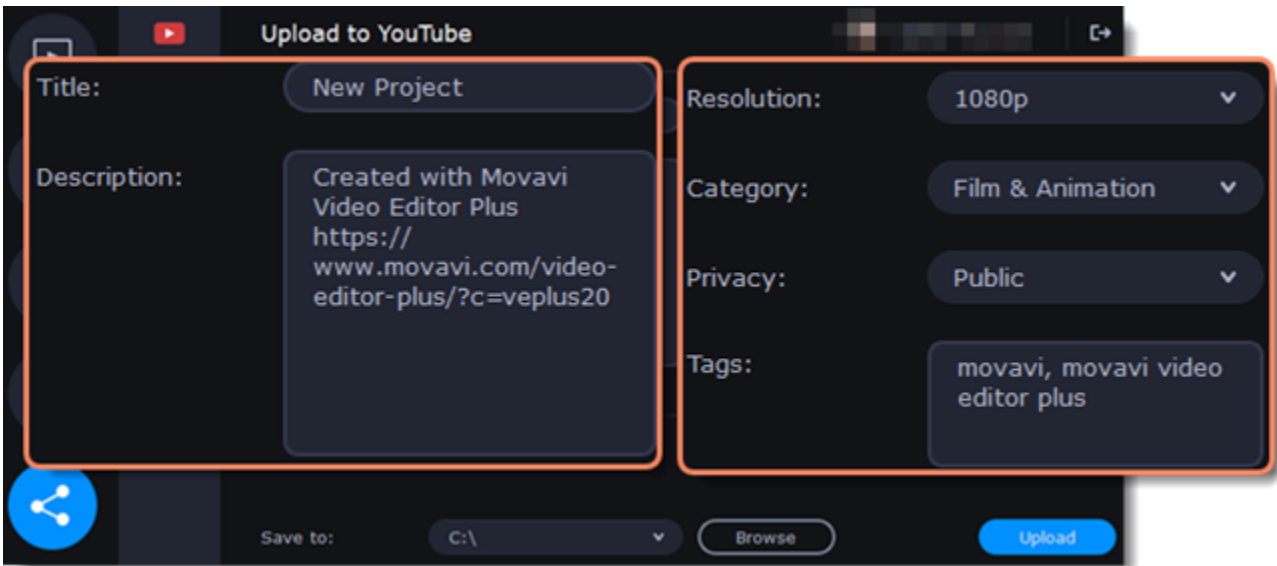 Upload to YouTube
Title:
New Project
Description:
Created with Movavi
Video Editor Plus
https://
www.movavi.com/video-
editor-plus/?c=veplus20
Resolution:
1080p
Category:
Film & Animation
Privacy:
Public
Tags:
movavi, movavi video
editor plus
Save to:
C:\
Browse
Upload